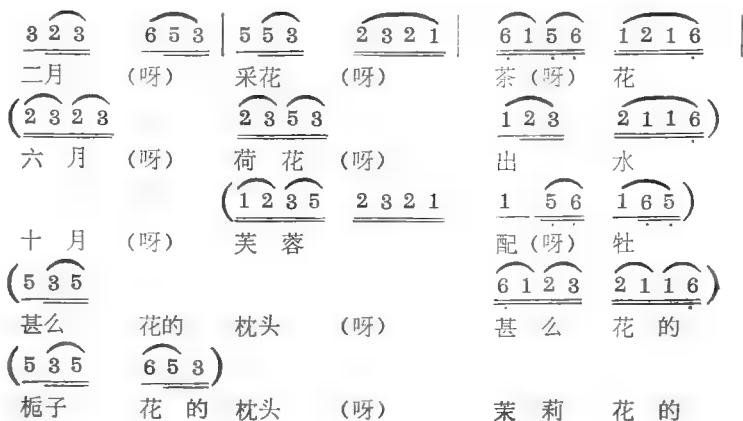 3 2 3 6 5 3 | 5 5 3 2 3 2 1 | 6 1 5 6 1 2 1 6 |
二月 (呀) 采花 (呀) 茶 (呀) 花
(2 3 2 3 2 3 5 3 1 2 3 2 1 1 6)
六 月 (呀) 荷 花 (呀) 出 水
(1 2 3 5 2 3 2 1 1 5 6 1 6 5)
十 月 (呀) 芙 蓉 配 (呀) 牡
(5 3 5 6 1 2 3 2 1 1 6)
甚么 花的 枕头 (呀) 甚 么 花 的
(5 3 5 6 5 3)
栀子 花 的 枕头 (呀) 茉 莉 花 的